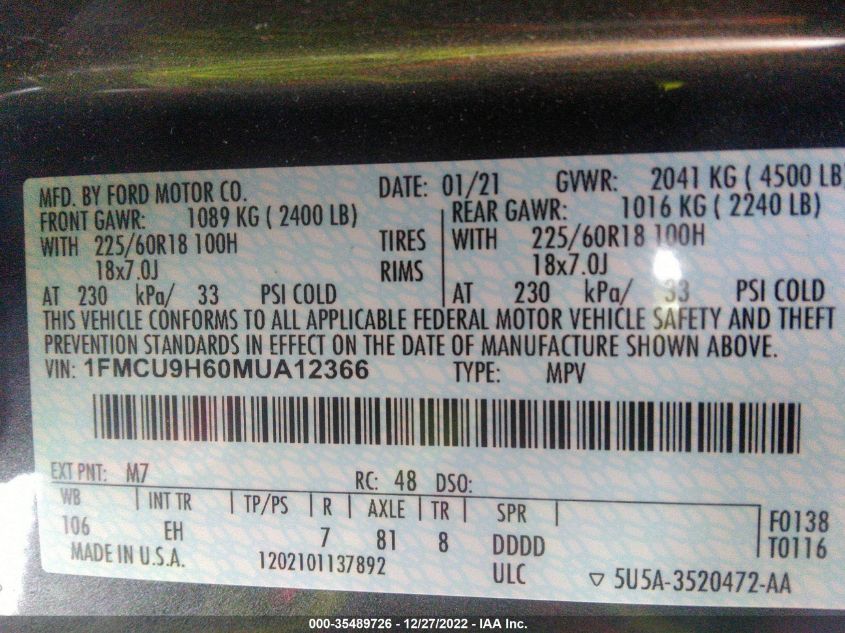 MFD. BY FORD MOTOR CO. DATE: 01/21 GVWR: 2041 KG ( 4500 LB
FRONT GAWR: 1089 KG ( 2400 LB) REAR GAWR: 1016 KG ( 2240 LB)
WITH 225/60R18 100H TIRES WITH 225/60R18 100H
18x7.0J RIMS 18x7.0J
AT 230 kPa/ 33 PSI COLD AT 230 kPa/ 33 PSI COLD
THIS VEHICLE CONFORMS TO ALL APPLICABLE FEDERAL MOTOR VEHICLE SAFETY AND THEFT
PREVENTION STANDARDS IN EFFECT ON THE DATE OF MANUFACTURE SHOWN ABOVE.
VIN: 1FMCU9H60MUA12366 TYPE: MPV
EXT PNT: M7 RC: 48 DSO:
WB INT TR TP/PS R AXLE TR SPR
106 EH 7 81 8 DDDD F0138
MADE IN U.S.A. 1202101137892 ULC T0116
▽ 5U5A-3520472-AA
000-35489726 - 12/27/2022 - IAA Inc.